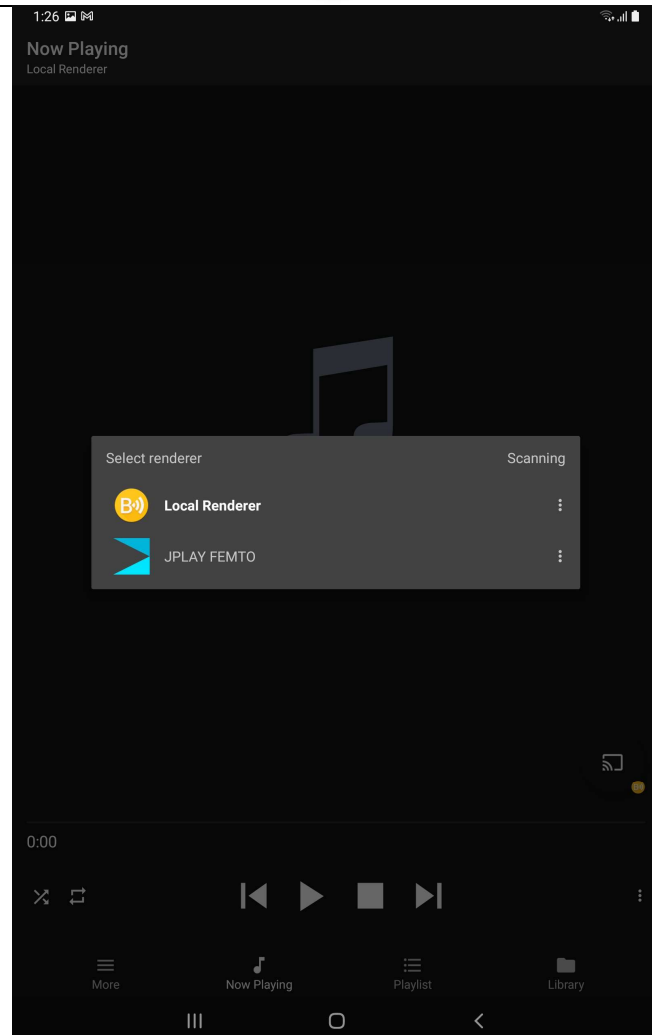 1:26
Now Playing
Local Renderer
Select renderer Scanning
B Local Renderer
JPLAY FEMTO
0:00
More Now Playing Playlist Library